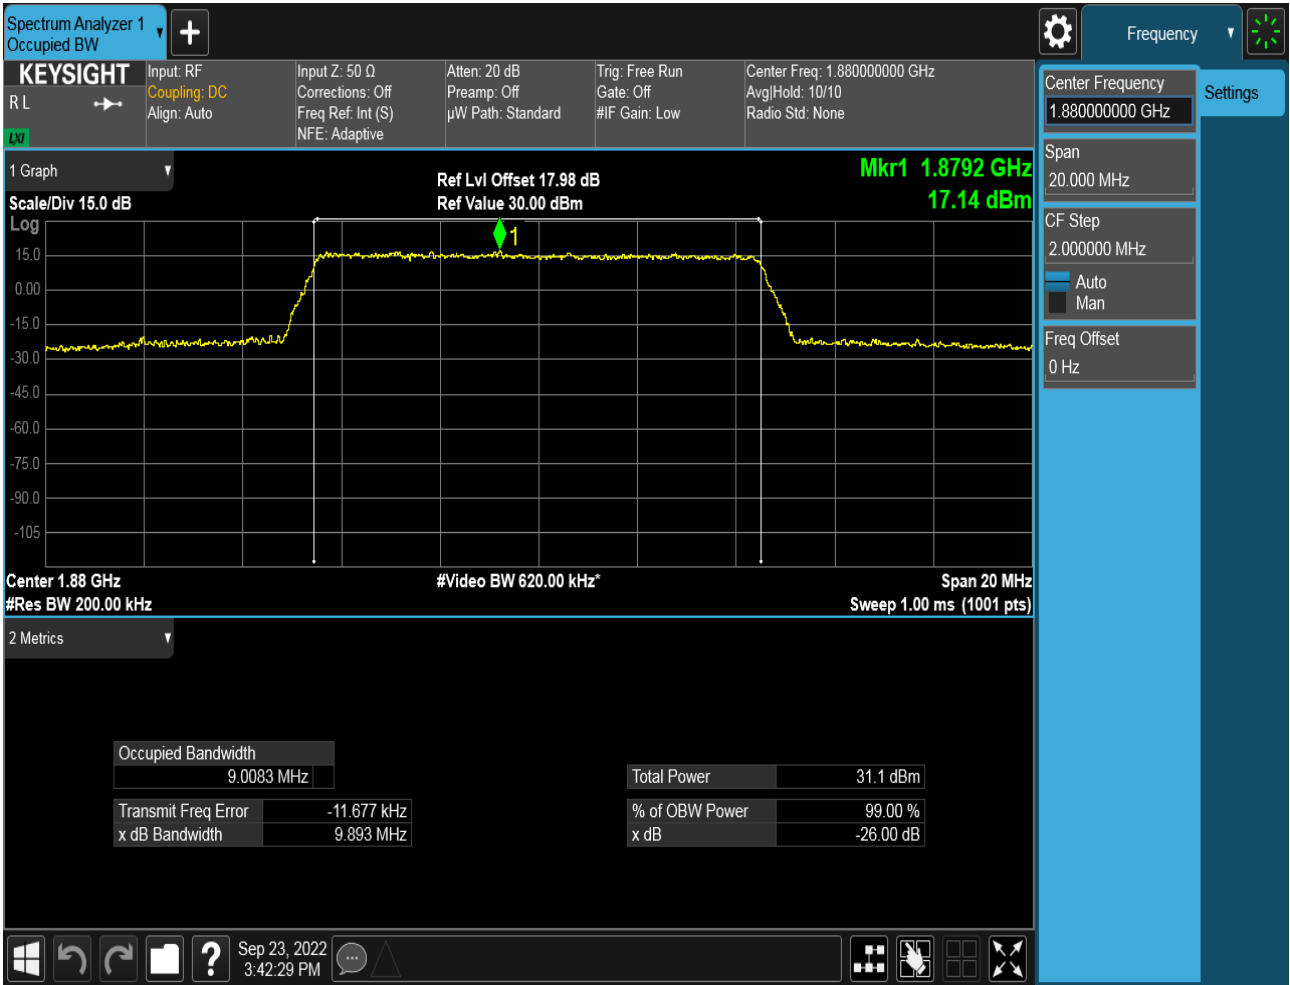 Spectrum Analyzer 1
Occupied BW
Frequency
KEYSIGHT
R L
LXI
Input: RF
Coupling: DC
Align: Auto
Input Z: 50 Ω
Corrections: Off
Freq Ref: Int (S)
NFE: Adaptive
Atten: 20 dB
Preamp: Off
µW Path: Standard
Trig: Free Run
Gate: Off
#IF Gain: Low
Center Freq: 1.880000000 GHz
Avg|Hold: 10/10
Radio Std: None
Center Frequency
1.880000000 GHz
Settings
Span
20.000 MHz
CF Step
2.000000 MHz
Auto
Man
Freq Offset
0 Hz
1 Graph
Scale/Div 15.0 dB
Ref Lvl Offset 17.98 dB
Ref Value 30.00 dBm
Mkr1 1.8792 GHz
17.14 dBm
Log
1
15.0
0.00
-15.0
-30.0
-45.0
-60.0
-75.0
-90.0
-105
Center 1.88 GHz
#Res BW 200.00 kHz
#Video BW 620.00 kHz*
Span 20 MHz
Sweep 1.00 ms (1001 pts)
2 Metrics
Occupied Bandwidth
9.0083 MHz
Transmit Freq Error -11.677 kHz
x dB Bandwidth 9.893 MHz
Total Power 31.1 dBm
% of OBW Power 99.00 %
x dB -26.00 dB
?
Sep 23, 2022
3:42:29 PM